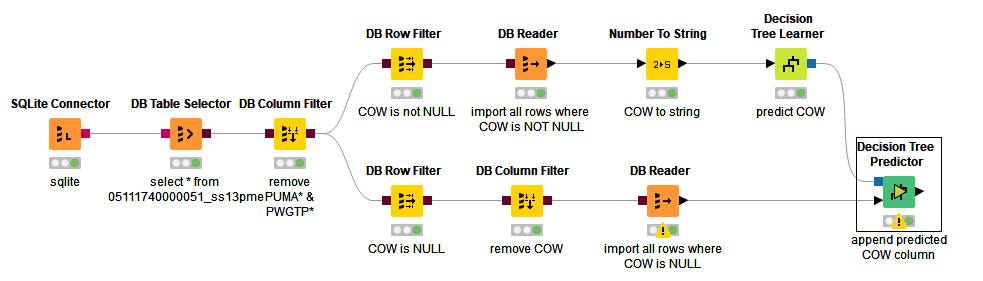 DB Row Filter
DB Reader
Number To String
Decision
Tree Learner
2 S
COW is not NULL
import all rows where
COW is NOT NULL
COW to string
predict COW
SQLite Connector
DB Table Selector
DB Column Filter
L
sqlite
select * from
05111740000051_ss13pme
remove
PUMA* &
PWGTP*
DB Row Filter
DB Column Filter
DB Reader
Decision Tree
Predictor
COW is NULL
remove COW
import all rows where
COW is NULL
append predicted
COW column